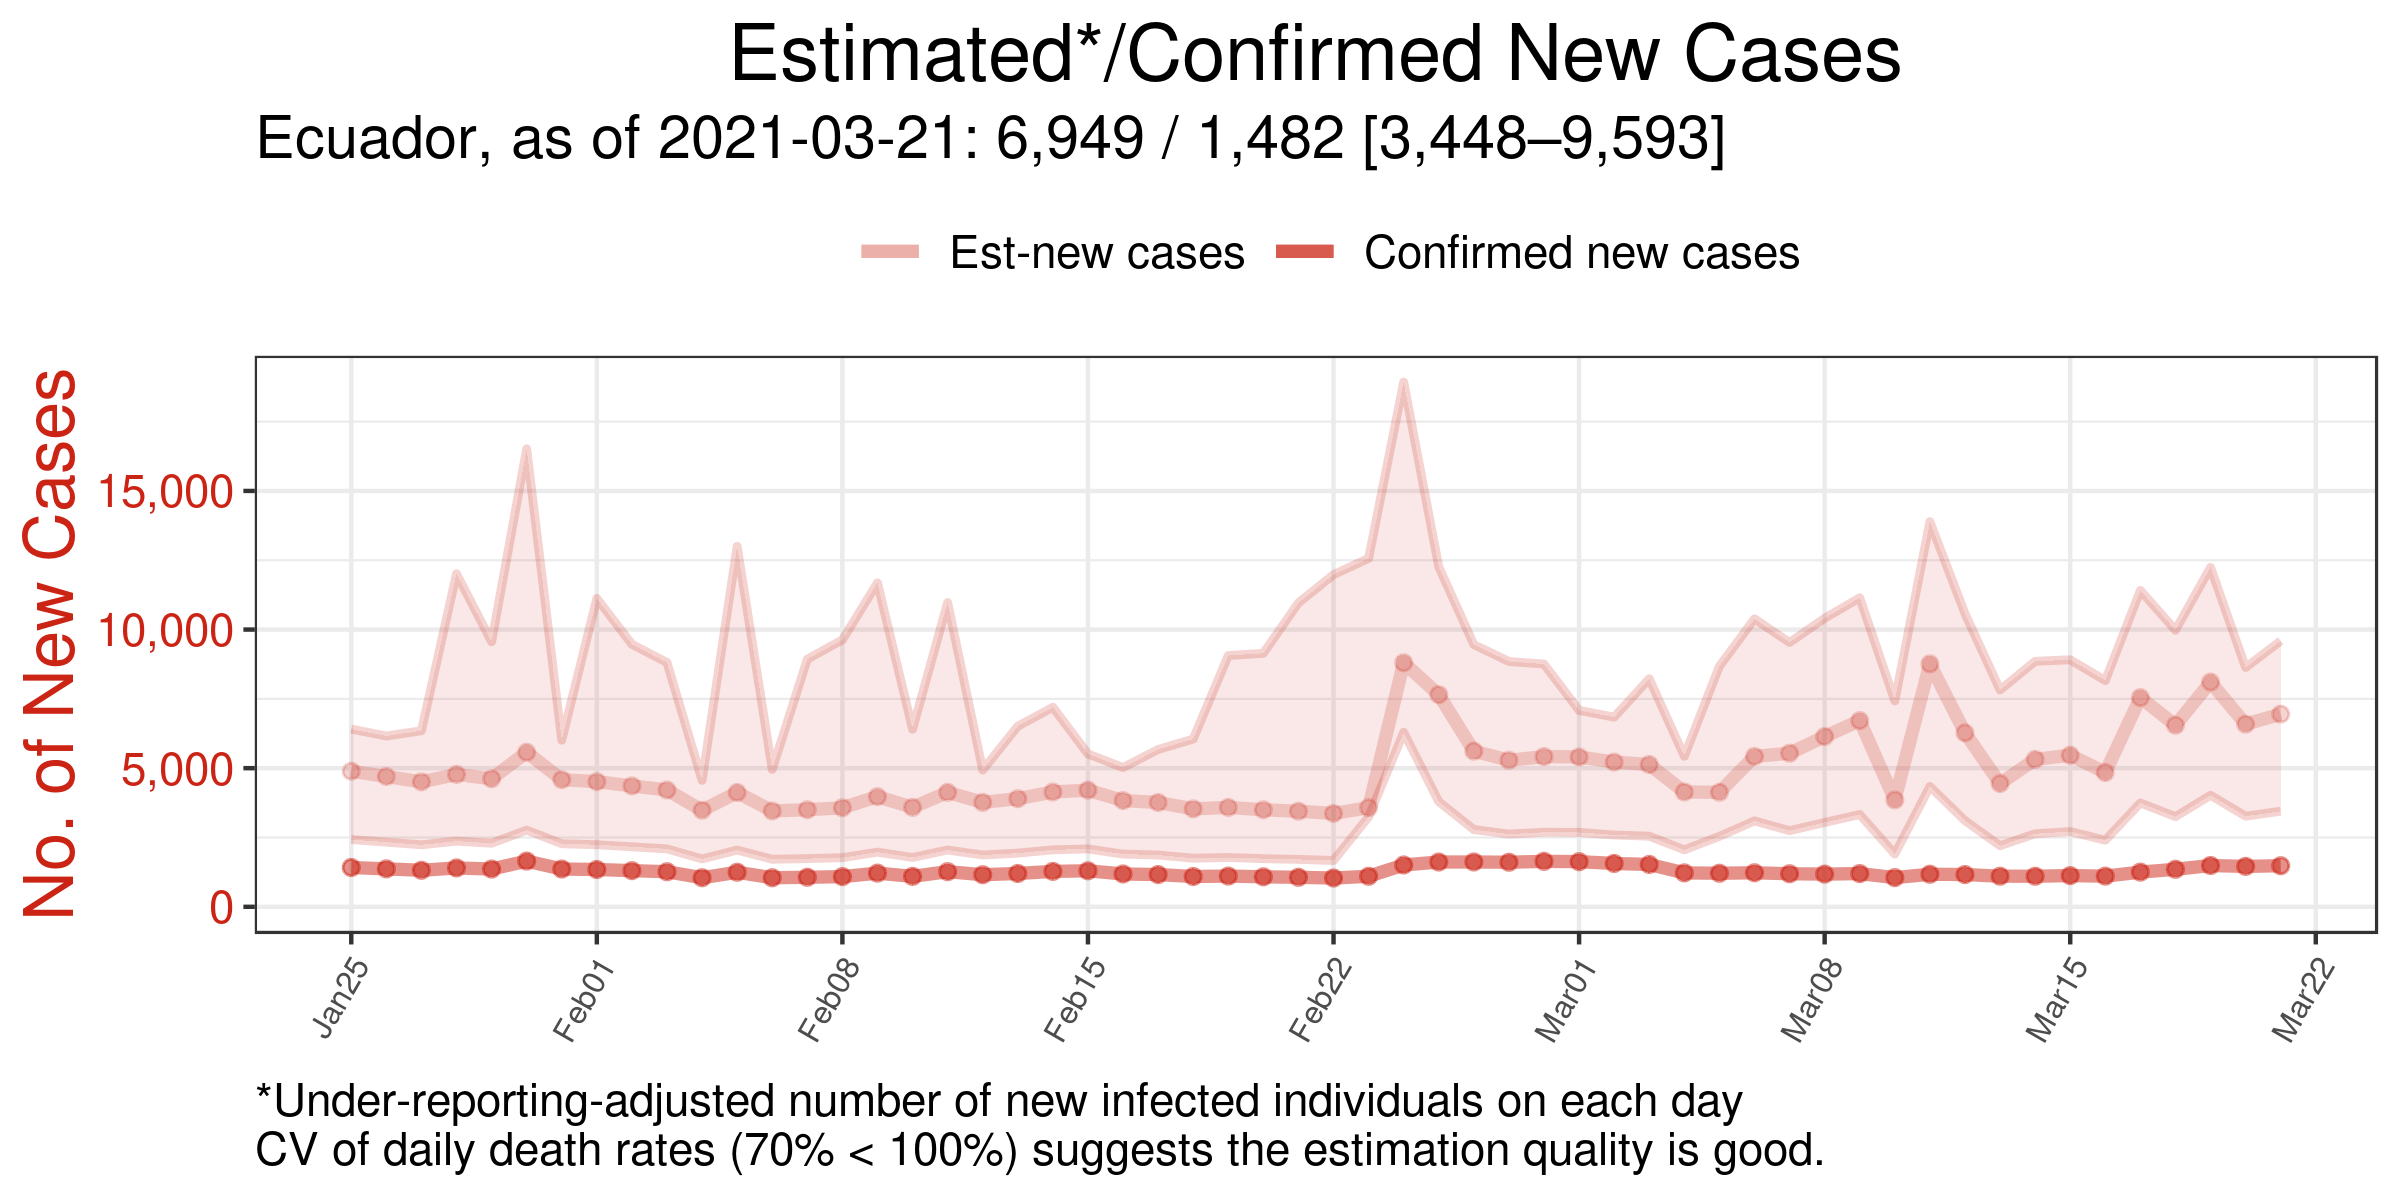 Estimated*/Confirmed New Cases
Ecuador, as of 2021-03-21: 6,949 / 1,482 [3,448–9,593]
Est-new cases
Confirmed new cases
No. of New Cases
15,000
10,000
5,000
0
Jan25
Feb01
Feb08
Feb15
Feb22
Mar01
Mar08
Mar15
Mar22
*Under-reporting-adjusted number of new infected individuals on each day
CV of daily death rates (70% < 100%) suggests the estimation quality is good.